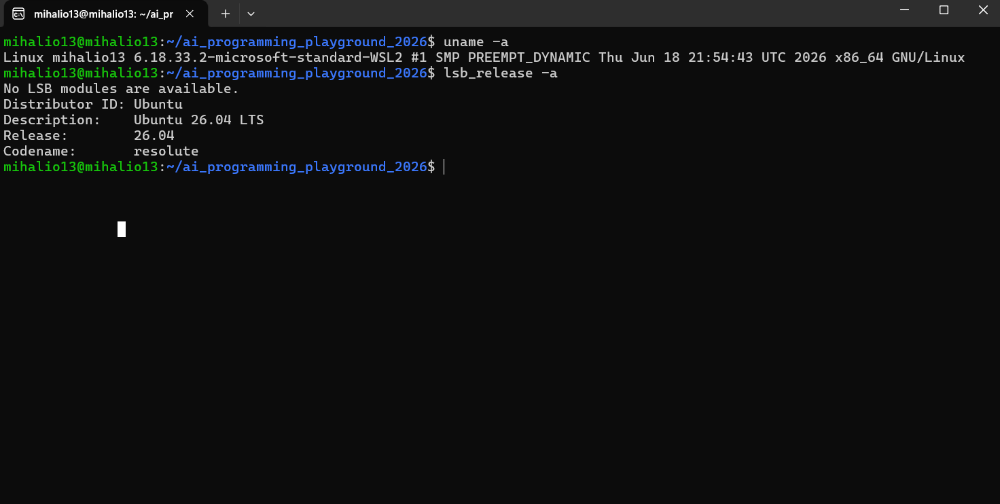 mihalio13@mihalio13: ~/ai_pr
mihalio13@mihalio13:~/ai_programming_playground_2026$ uname -a
Linux mihalio13 6.18.33.2-microsoft-standard-WSL2 #1 SMP PREEMPT_DYNAMIC Thu Jun 18 21:54:43 UTC 2026 x86_64 GNU/Linux
mihalio13@mihalio13:~/ai_programming_playground_2026$ lsb_release -a
No LSB modules are available.
Distributor ID: Ubuntu
Description:    Ubuntu 26.04 LTS
Release:        26.04
Codename:       resolute
mihalio13@mihalio13:~/ai_programming_playground_2026$